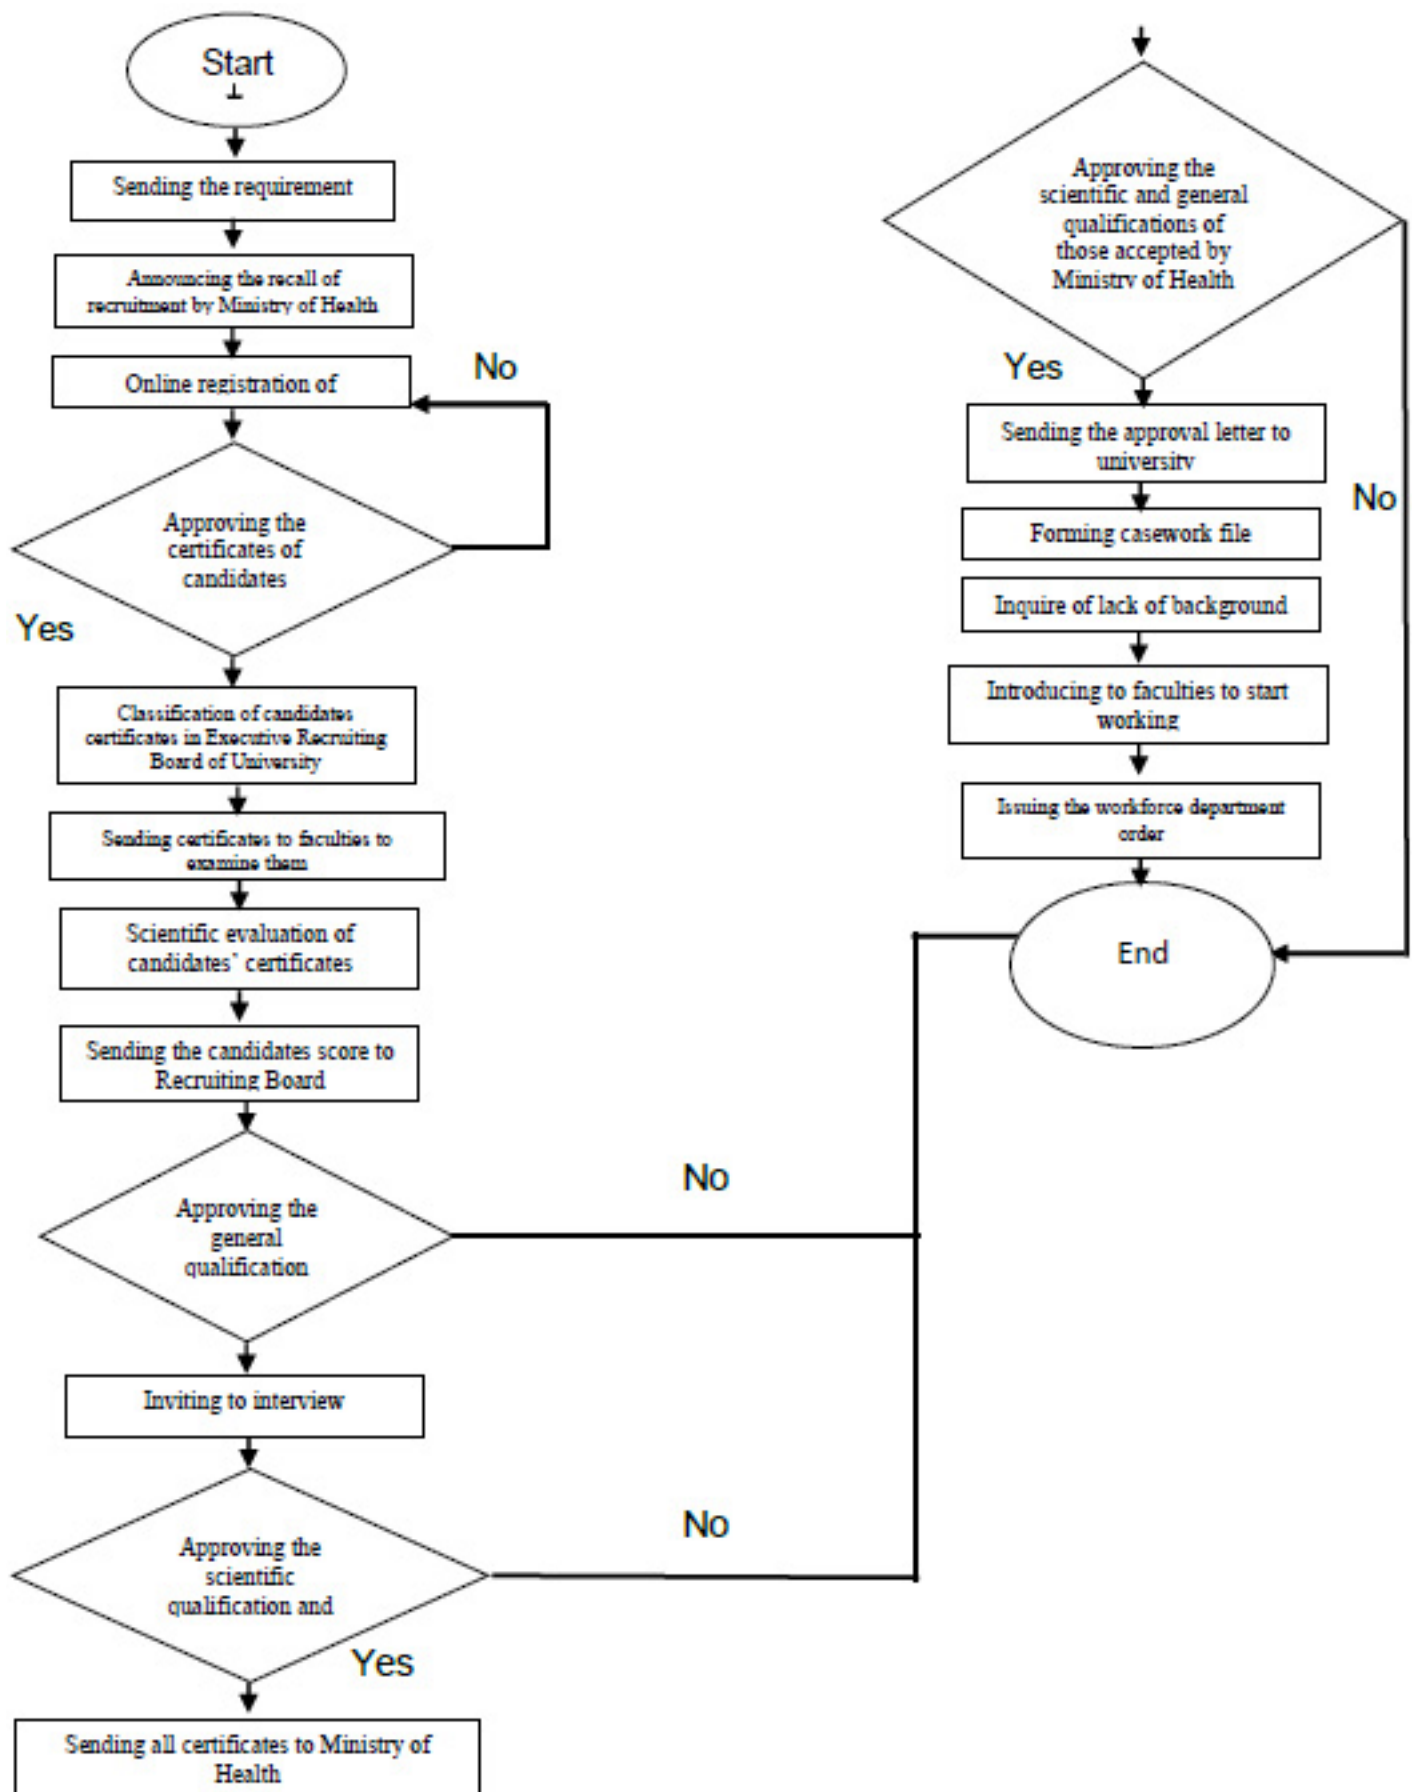 Start
Sending the requirement
Announcing the recall of
recruitment by Ministry of Health
Online registration of
No
Approving the
certificates of
candidates
Yes
Classification of candidates
certificates in Executive Recruiting
Board of University
Sending certificates to faculties to
examine them
Scientific evaluation of
candidates` certificates
Sending the candidates score to
Recruiting Board
Approving the
general
qualification
No
Inviting to interview
Approving the
scientific
qualification and
No
Yes
Sending all certificates to Ministry of
Health
Approving the
scientific and general
qualifications of
those accepted by
Ministry of Health
Yes
No
Sending the approval letter to
university
Forming casework file
Inquire of lack of background
Introducing to faculties to start
working
Issuing the workforce department
order
End